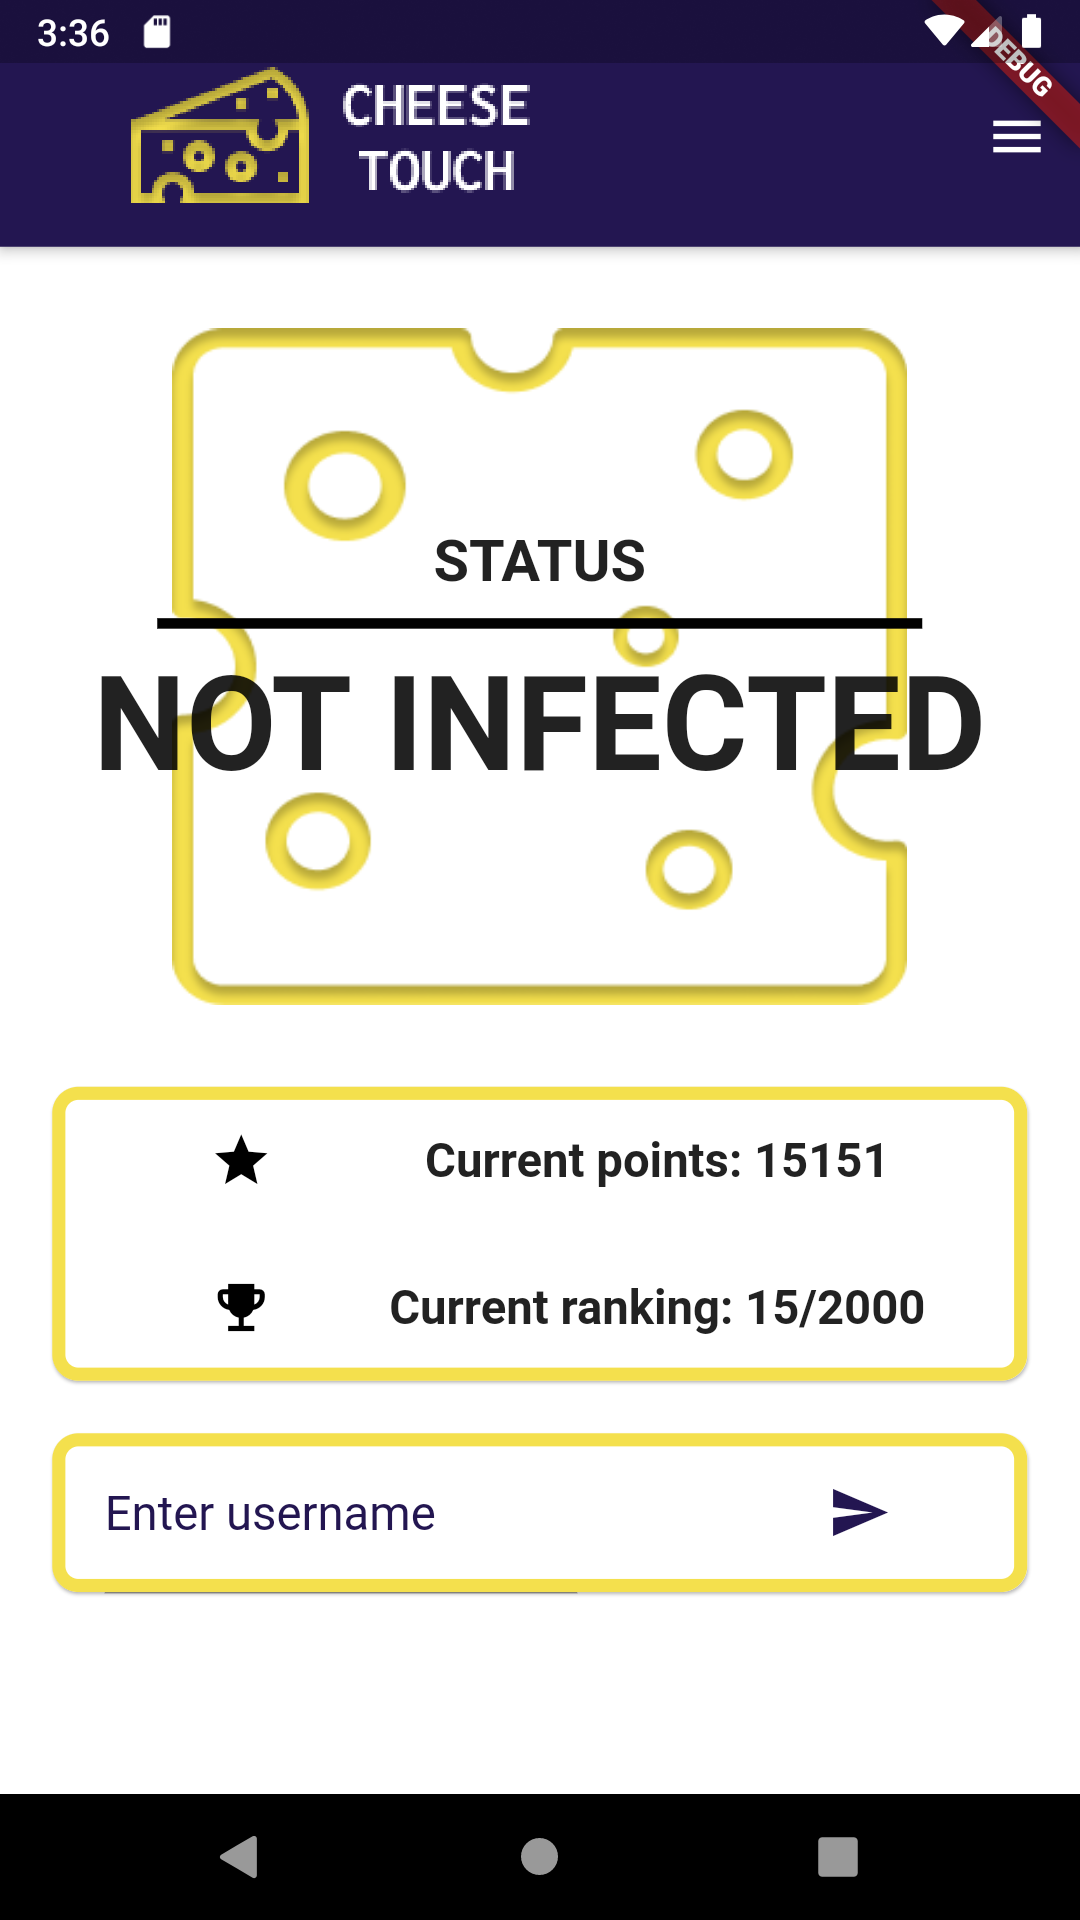 3:36
DEBUG
CHEESE
TOUCH
STATUS
NOT INFECTED
Current points: 15151
Current ranking: 15/2000
Enter username